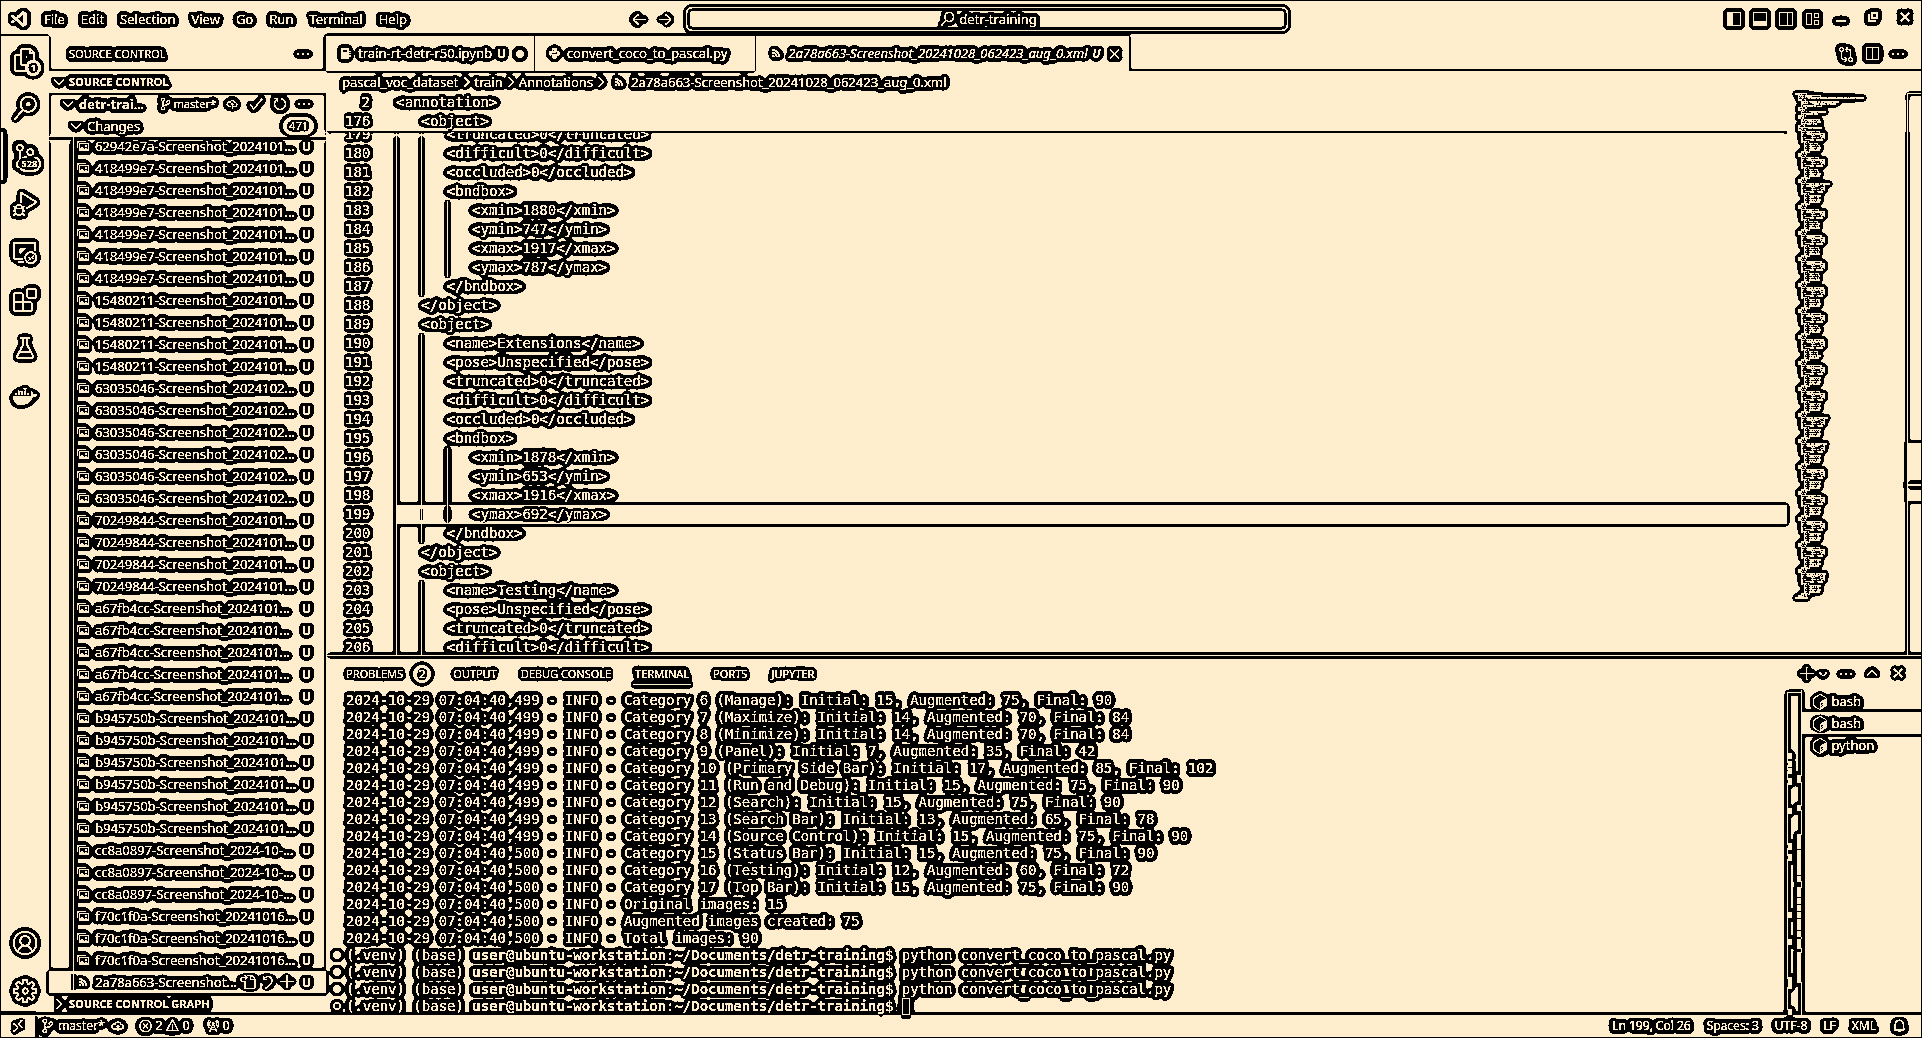 File Edit Selection View Go Run Terminal Help
detr-training
SOURCE CONTROL
train-rt-detr-r50.ipynb U
convert_coco_to_pascal.py
2a78a663-Screenshot_20241028_062423_aug_0.xml U
SOURCE CONTROL
pascal_voc_dataset > train > Annotations > 2a78a663-Screenshot_20241028_062423_aug_0.xml
detr-trai... master*
Changes 471
62942e7a-Screenshot_2024101... U
418499e7-Screenshot_2024101... U
418499e7-Screenshot_2024101... U
418499e7-Screenshot_2024101... U
418499e7-Screenshot_2024101... U
418499e7-Screenshot_2024101... U
418499e7-Screenshot_2024101... U
15480211-Screenshot_2024101... U
15480211-Screenshot_2024101... U
15480211-Screenshot_2024101... U
15480211-Screenshot_2024101... U
63035046-Screenshot_202402... U
63035046-Screenshot_202402... U
63035046-Screenshot_202402... U
63035046-Screenshot_202402... U
63035046-Screenshot_202402... U
63035046-Screenshot_202402... U
70249844-Screenshot_2024101... U
70249844-Screenshot_2024101... U
70249844-Screenshot_2024101... U
70249844-Screenshot_2024101... U
a67fb4cc-Screenshot_2024101... U
a67fb4cc-Screenshot_2024101... U
a67fb4cc-Screenshot_2024101... U
a67fb4cc-Screenshot_2024101... U
a67fb4cc-Screenshot_2024101... U
b945750b-Screenshot_2024101... U
b945750b-Screenshot_2024101... U
b945750b-Screenshot_2024101... U
b945750b-Screenshot_2024101... U
b945750b-Screenshot_2024101... U
b945750b-Screenshot_2024101... U
cc8a0897-Screenshot_2024-10-... U
cc8a0897-Screenshot_2024-10-... U
cc8a0897-Screenshot_2024-10-... U
f70c1f0a-Screenshot_20241016... U
f70c1f0a-Screenshot_20241016... U
f70c1f0a-Screenshot_20241016... U
2a78a663-Screenshot... U
SOURCE CONTROL GRAPH
1
528
2 <annotation>
176 <object>
179 <truncated>0</truncated>
180 <difficult>0</difficult>
181 <occluded>0</occluded>
182 <bndbox>
183 <xmin>1880</xmin>
184 <ymin>747</ymin>
185 <xmax>1917</xmax>
186 <ymax>787</ymax>
187 </bndbox>
188 </object>
189 <object>
190 <name>Extensions</name>
191 <pose>Unspecified</pose>
192 <truncated>0</truncated>
193 <difficult>0</difficult>
194 <occluded>0</occluded>
195 <bndbox>
196 <xmin>1878</xmin>
197 <ymin>653</ymin>
198 <xmax>1916</xmax>
199 <ymax>692</ymax>
200 </bndbox>
201 </object>
202 <object>
203 <name>Testing</name>
204 <pose>Unspecified</pose>
205 <truncated>0</truncated>
206 <difficult>0</difficult>
PROBLEMS 2 OUTPUT DEBUG CONSOLE TERMINAL PORTS JUPYTER
2024-10-29 07:04:40,499 - INFO - Category 6 (Manage): Initial: 15, Augmented: 75, Final: 90
2024-10-29 07:04:40,499 - INFO - Category 7 (Maximize): Initial: 14, Augmented: 70, Final: 84
2024-10-29 07:04:40,499 - INFO - Category 8 (Minimize): Initial: 14, Augmented: 70, Final: 84
2024-10-29 07:04:40,499 - INFO - Category 9 (Panel): Initial: 7, Augmented: 35, Final: 42
2024-10-29 07:04:40,499 - INFO - Category 10 (Primary Side Bar): Initial: 17, Augmented: 85, Final: 102
2024-10-29 07:04:40,499 - INFO - Category 11 (Run and Debug): Initial: 15, Augmented: 75, Final: 90
2024-10-29 07:04:40,499 - INFO - Category 12 (Search): Initial: 15, Augmented: 75, Final: 90
2024-10-29 07:04:40,499 - INFO - Category 13 (Search Bar): Initial: 13, Augmented: 65, Final: 78
2024-10-29 07:04:40,499 - INFO - Category 14 (Source Control): Initial: 15, Augmented: 75, Final: 90
2024-10-29 07:04:40,500 - INFO - Category 15 (Status Bar): Initial: 15, Augmented: 75, Final: 90
2024-10-29 07:04:40,500 - INFO - Category 16 (Testing): Initial: 12, Augmented: 60, Final: 72
2024-10-29 07:04:40,500 - INFO - Category 17 (Top Bar): Initial: 15, Augmented: 75, Final: 90
2024-10-29 07:04:40,500 - INFO - Original images: 15
2024-10-29 07:04:40,500 - INFO - Augmented images created: 75
2024-10-29 07:04:40,500 - INFO - Total images: 90
(.venv) (base) user@ubuntu-workstation:~/Documents/detr-training$ python convert_coco_to_pascal.py
(.venv) (base) user@ubuntu-workstation:~/Documents/detr-training$ python convert_coco_to_pascal.py
(.venv) (base) user@ubuntu-workstation:~/Documents/detr-training$ python convert_coco_to_pascal.py
(.venv) (base) user@ubuntu-workstation:~/Documents/detr-training$
bash
bash
python
master* 2 0 0
Ln 199, Col 26 Spaces: 3 UTF-8 LF XML